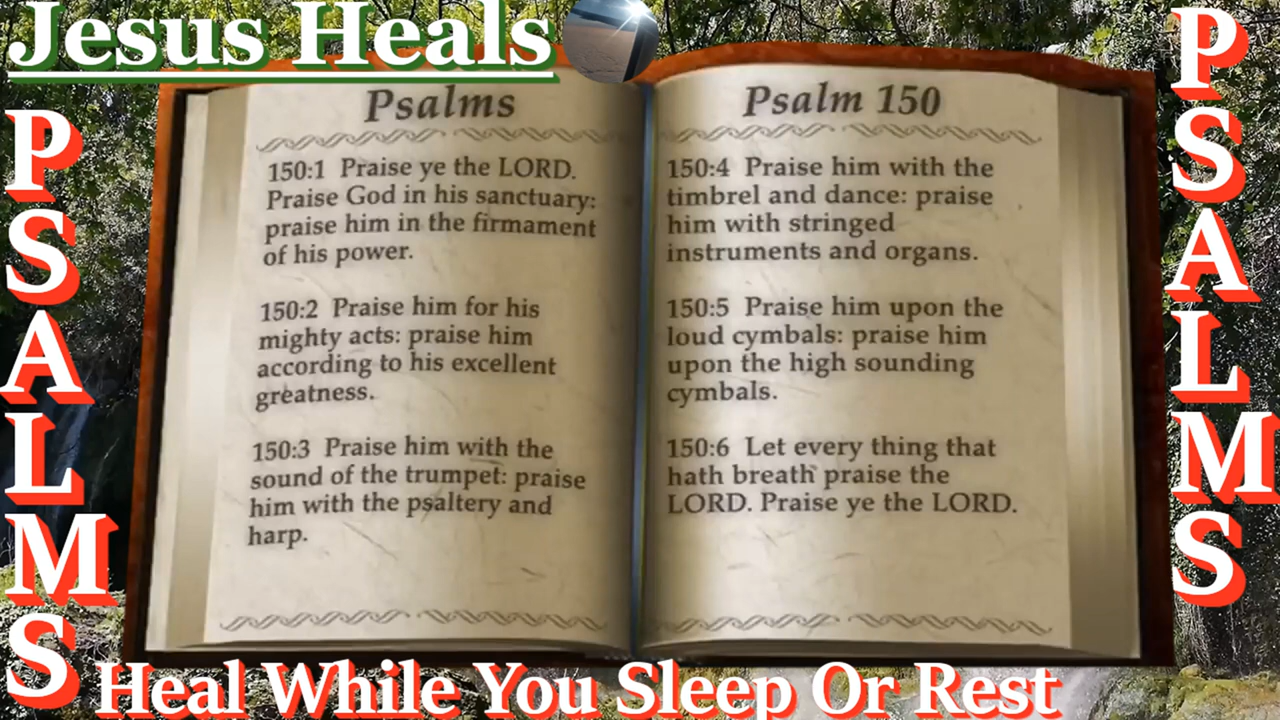 Jesus Heals
PSALMS
Psalms
150:1 Praise ye the LORD.
Praise God in his sanctuary:
praise him in the firmament
of his power.
150:2 Praise him for his
mighty acts: praise him
according to his excellent
greatness.
150:3 Praise him with the
sound of the trumpet: praise
him with the psaltery and
harp.
Psalm 150
150:4 Praise him with the
timbrel and dance: praise
him with stringed
instruments and organs.
150:5 Praise him upon the
loud cymbals: praise him
upon the high sounding
cymbals.
150:6 Let every thing that
hath breath praise the
LORD. Praise ye the LORD.
PSALMS
Heal While You Sleep Or Rest